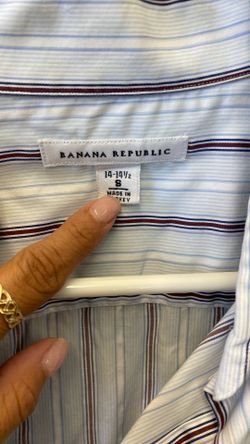 BANANA REPUBLIC
14-14½
S
MADE IN